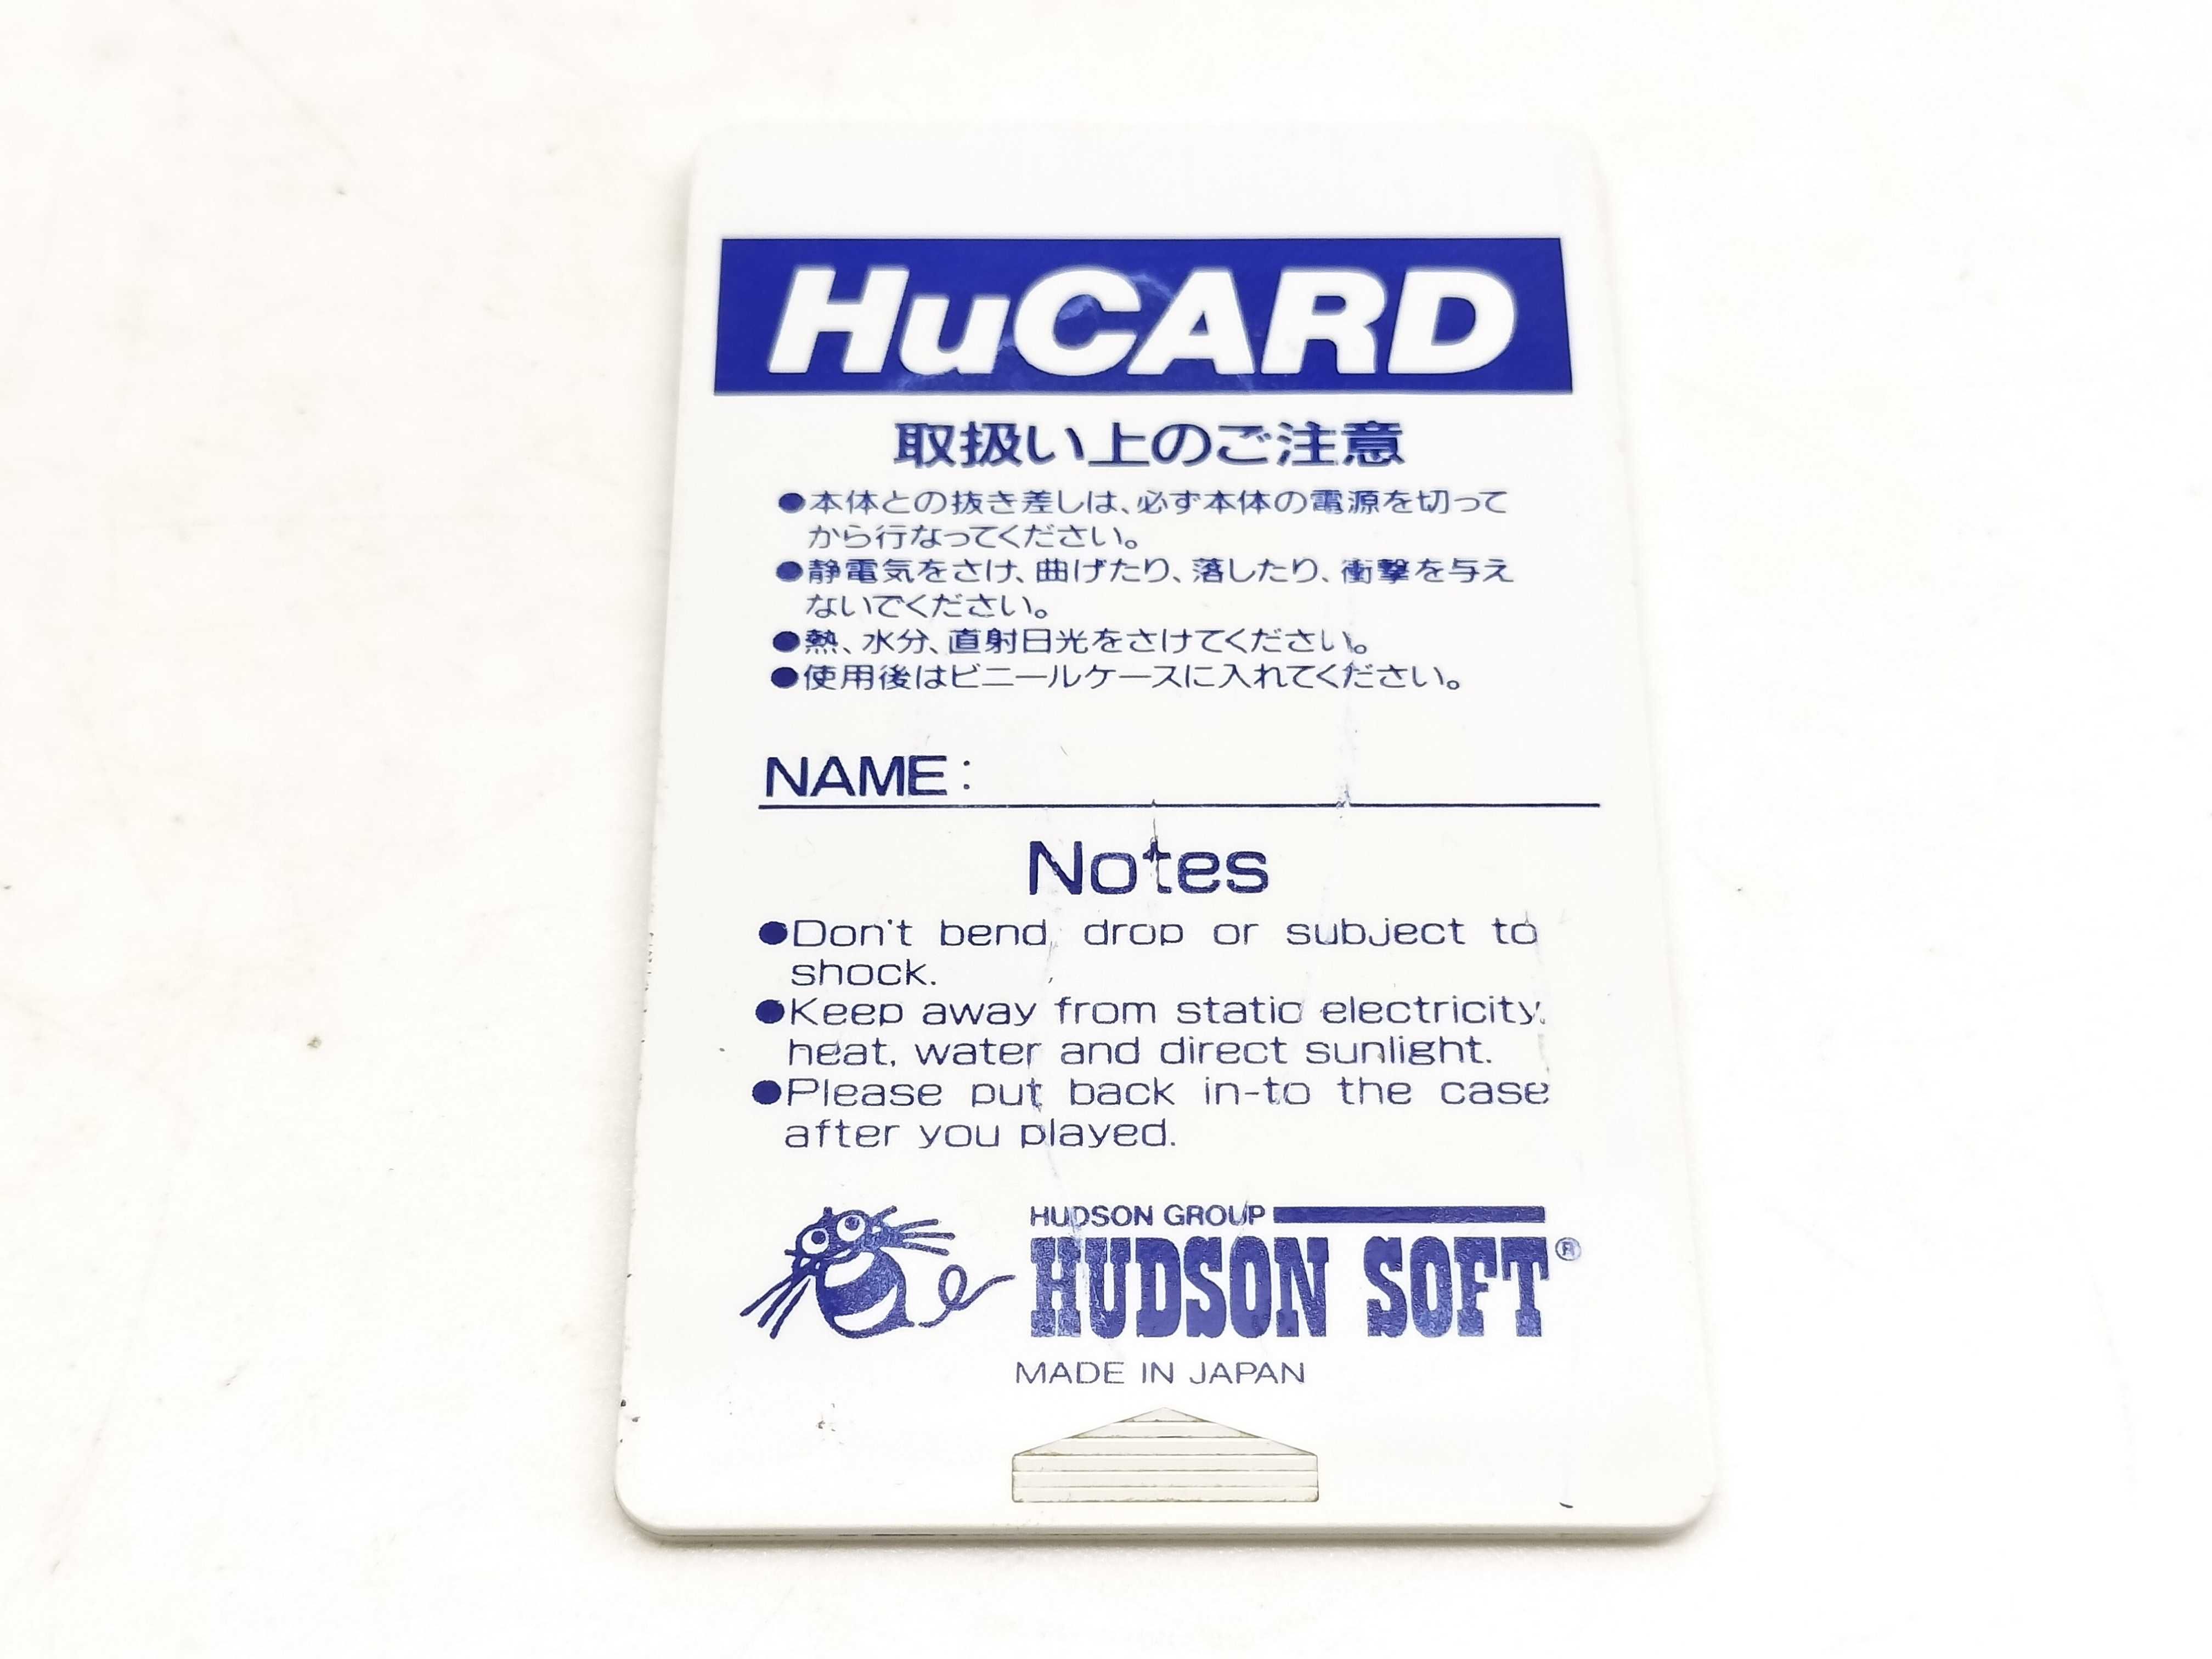 HuCARD
取扱い上のご注意
●本体との抜き差しは、必ず本体の電源を切って
から行なってください。
●静電気をさけ、曲げたり、落したり、衝撃を与え
ないでください。
●熱、水分、直射日光をさけてください。
●使用後はビニールケースに入れてください。
NAME:
Notes
●Don't bend, drop or subject to
shock.
●Keep away from static electricity,
heat, water and direct sunlight.
●Please put back in-to the case
after you played.
HUDSON GROUP
HUDSON SOFT®
MADE IN JAPAN